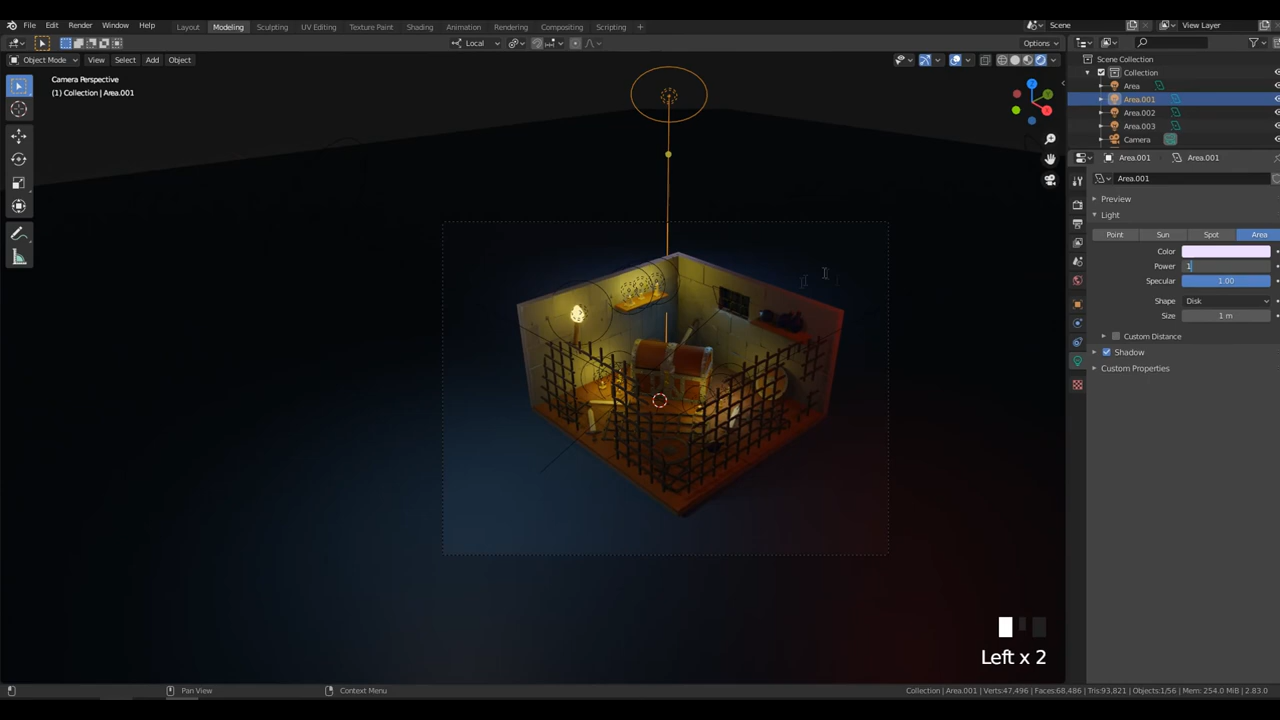 File Edit Render Window Help Layout Modeling Sculpting UV Editing Texture Paint Shading Animation Rendering Compositing Scripting + Scene View Layer
Local Options
Object Mode View Select Add Object
Scene Collection
Camera Perspective
(1) Collection | Area.001
Collection
Area
Area.001
Area.002
Area.003
Camera
Area.001 Area.001
Area.001
Preview
Light
Point Sun Spot Area
Color
Power 1
Specular 1.00
Shape Disk
Size 1 m
Custom Distance
Shadow
Custom Properties
Left x 2
Pan View Context Menu Collection | Area.001 | Verts:47,496 | Faces:68,486 | Tris:93,821 | Objects:1/56 | Mem: 254.0 MiB | 2.83.0